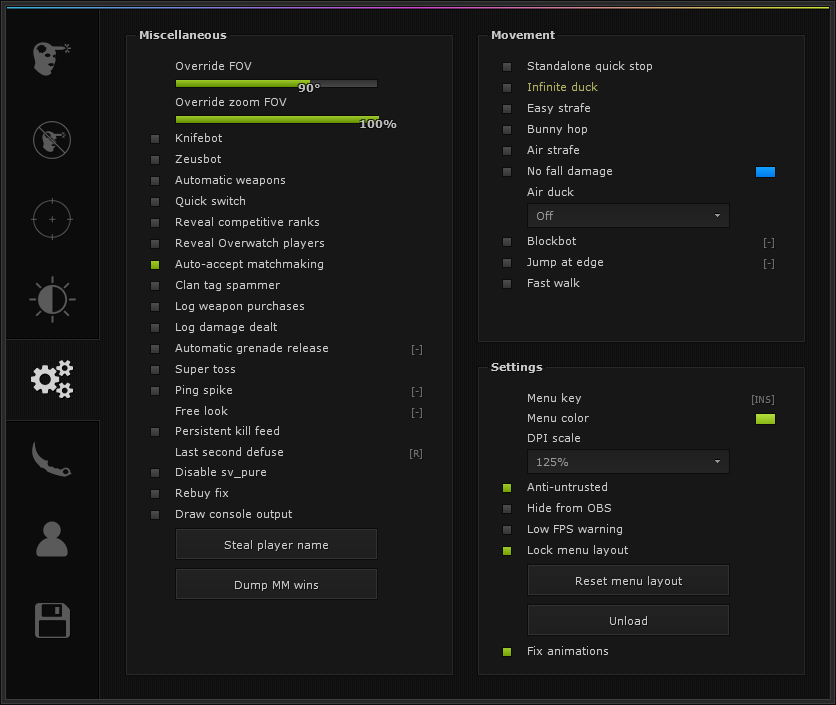 Miscellaneous
Override FOV
90°
Override zoom FOV
100%
Knifebot
Zeusbot
Automatic weapons
Quick switch
Reveal competitive ranks
Reveal Overwatch players
Auto-accept matchmaking
Clan tag spammer
Log weapon purchases
Log damage dealt
Automatic grenade release [-]
Super toss
Ping spike [-]
Free look [-]
Persistent kill feed
Last second defuse [R]
Disable sv_pure
Rebuy fix
Draw console output
Steal player name
Dump MM wins
Movement
Standalone quick stop
Infinite duck
Easy strafe
Bunny hop
Air strafe
No fall damage
Air duck
Off
Blockbot [-]
Jump at edge [-]
Fast walk
Settings
Menu key [INS]
Menu color
DPI scale
125%
Anti-untrusted
Hide from OBS
Low FPS warning
Lock menu layout
Reset menu layout
Unload
Fix animations